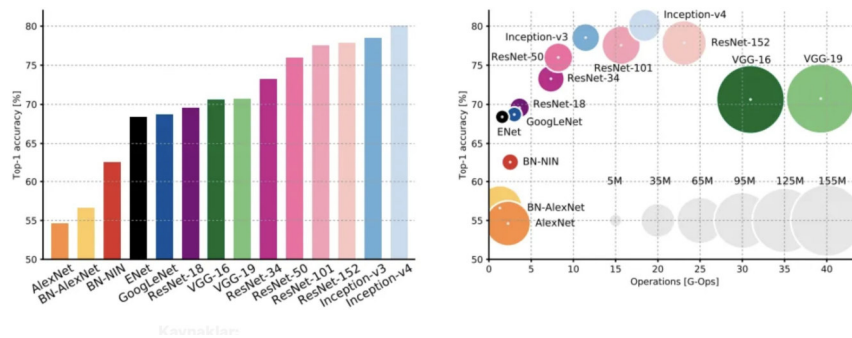 80
75
70
65
60
55
50
Top-1 accuracy [%]
AlexNet
BN-AlexNet
BN-NIN
ENet
GoogLeNet
ResNet-18
VGG-16
VGG-19
ResNet-34
ResNet-50
ResNet-101
ResNet-152
Inception-v3
Inception-v4
Kaynaklar:
80
75
70
65
60
55
50
Top-1 accuracy [%]
Inception-v4
Inception-v3
ResNet-152
ResNet-50
ResNet-101
VGG-16
VGG-19
ResNet-34
ResNet-18
GoogLeNet
ENet
BN-NIN
5M
35M
65M
95M
125M
155M
BN-AlexNet
AlexNet
0
5
10
15
20
25
30
35
40
Operations [G-Ops]